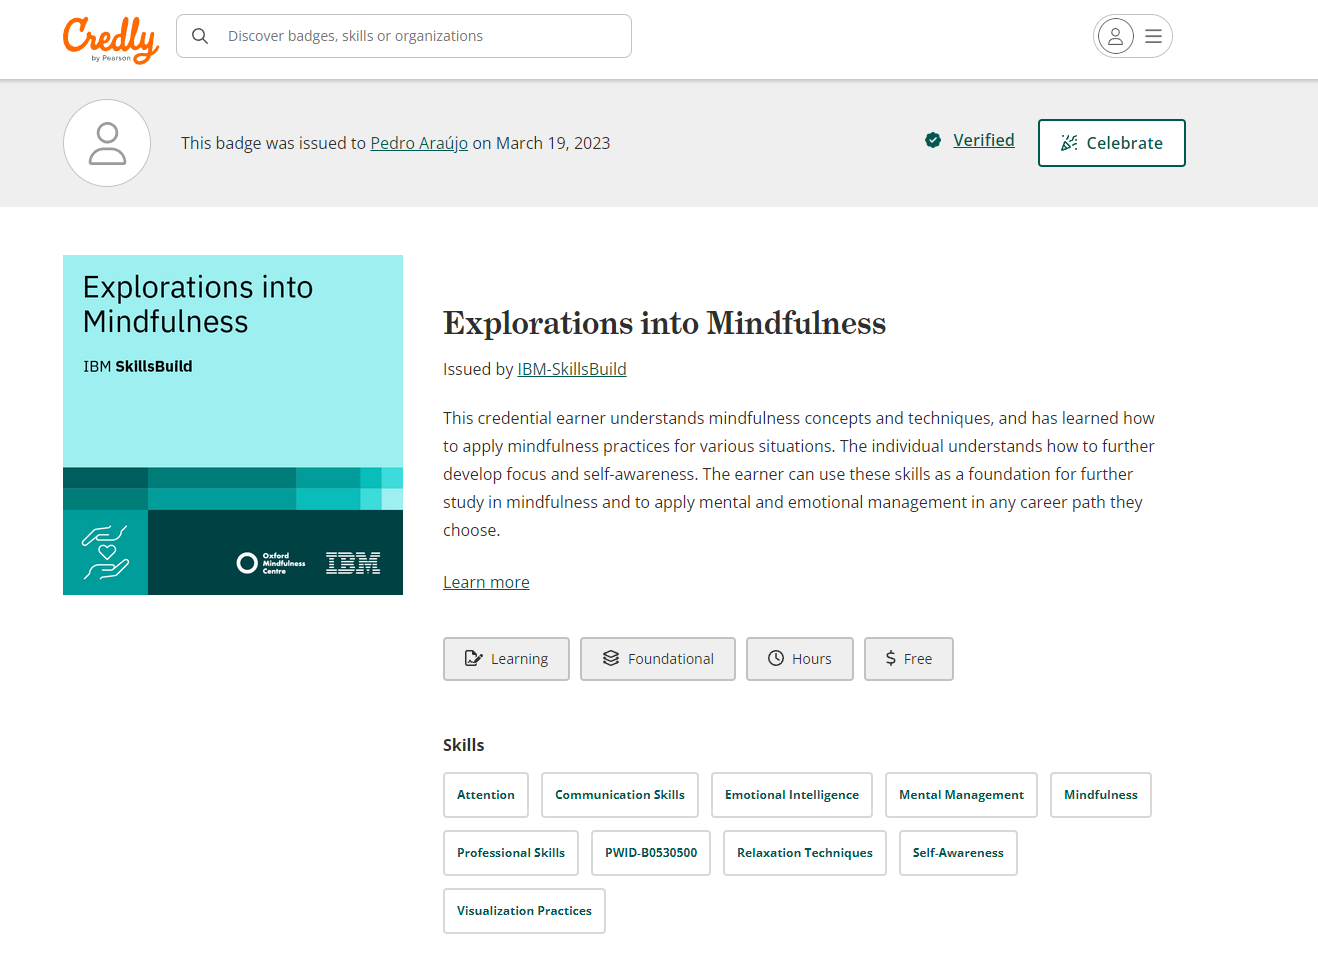 Credly
by Pearson
Discover badges, skills or organizations
This badge was issued to Pedro Araújo on March 19, 2023
Verified
Celebrate
Explorations into
Mindfulness
IBM SkillsBuild
Oxford
Mindfulness
Centre
IBM
Explorations into Mindfulness
Issued by IBM-SkillsBuild
This credential earner understands mindfulness concepts and techniques, and has learned how
to apply mindfulness practices for various situations. The individual understands how to further
develop focus and self-awareness. The earner can use these skills as a foundation for further
study in mindfulness and to apply mental and emotional management in any career path they
choose.
Learn more
Learning
Foundational
Hours
$ Free
Skills
Attention
Communication Skills
Emotional Intelligence
Mental Management
Mindfulness
Professional Skills
PWID-B0530500
Relaxation Techniques
Self-Awareness
Visualization Practices